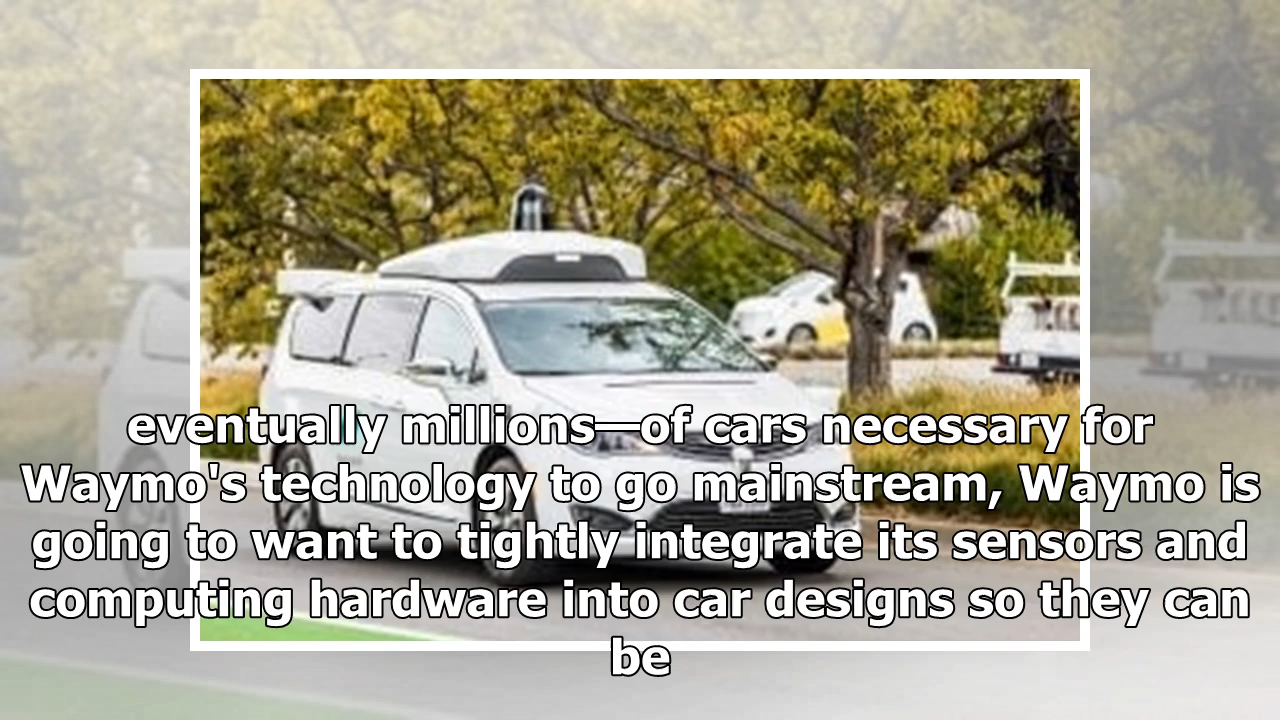 eventually millions—of cars necessary for
Waymo's technology to go mainstream, Waymo is
going to want to tightly integrate its sensors and
computing hardware into car designs so they can
be